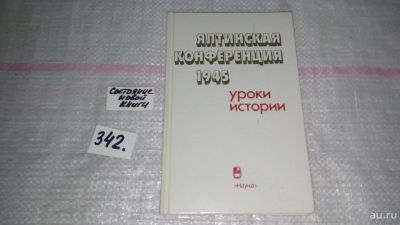 ЯЛТИНСКАЯ
КОНФЕРЕНЦИЯ
1945
уроки
истории
«Наука»
Состояние
новой
книги
342.
au.ru